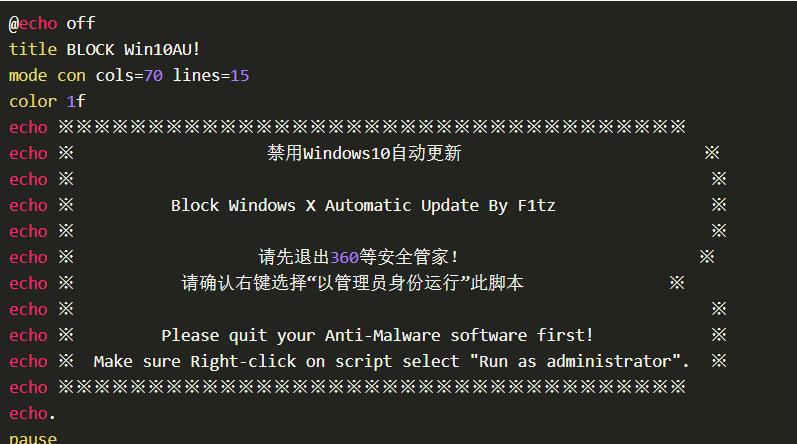 @echo off
title BLOCK Win10AU!
mode con cols=70 lines=15
color 1f
echo ※※※※※※※※※※※※※※※※※※※※※※※※※※※※※※※※※※※
echo ※                    禁用Windows10自动更新                         ※
echo ※                                                                  ※
echo ※          Block Windows X Automatic Update By F1tz                ※
echo ※                                                                  ※
echo ※                   请先退出360等安全管家!                         ※
echo ※           请确认右键选择“以管理员身份运行”此脚本               ※
echo ※                                                                  ※
echo ※         Please quit your Anti-Malware software first!            ※
echo ※  Make sure Right-click on script select "Run as administrator".  ※
echo ※※※※※※※※※※※※※※※※※※※※※※※※※※※※※※※※※※※
echo.
pause